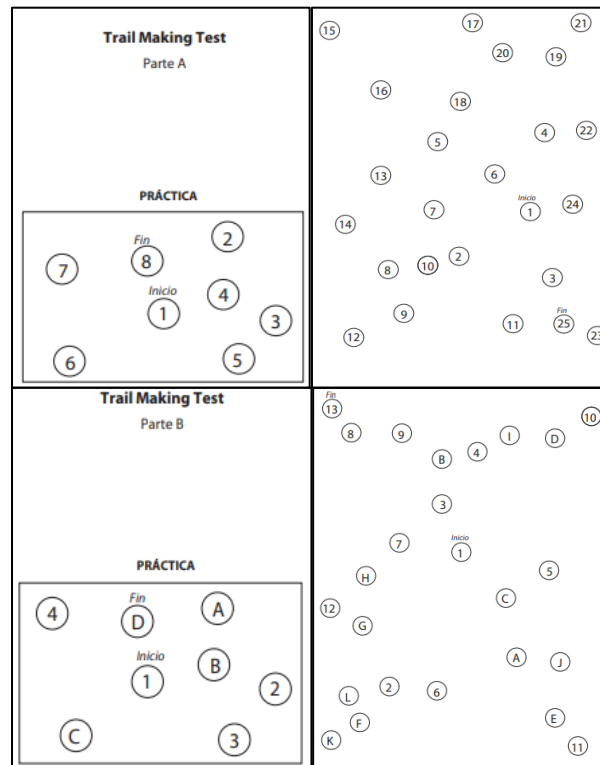 Trail Making Test
Parte A
PRÁCTICA
Fin
2
8
7
Inicio
4
1
3
6
5
15
17
21
20
19
16
18
4
22
5
13
6
Inicio
7
1
24
14
2
8
10
3
9
Fin
11
25
12
23
Trail Making Test
Parte B
PRÁCTICA
Fin
4
D
A
Inicio
B
1
2
C
3
Fin
13
10
8
9
I
D
B
4
3
Inicio
7
1
5
H
C
12
G
A
J
2
6
L
F
E
K
11